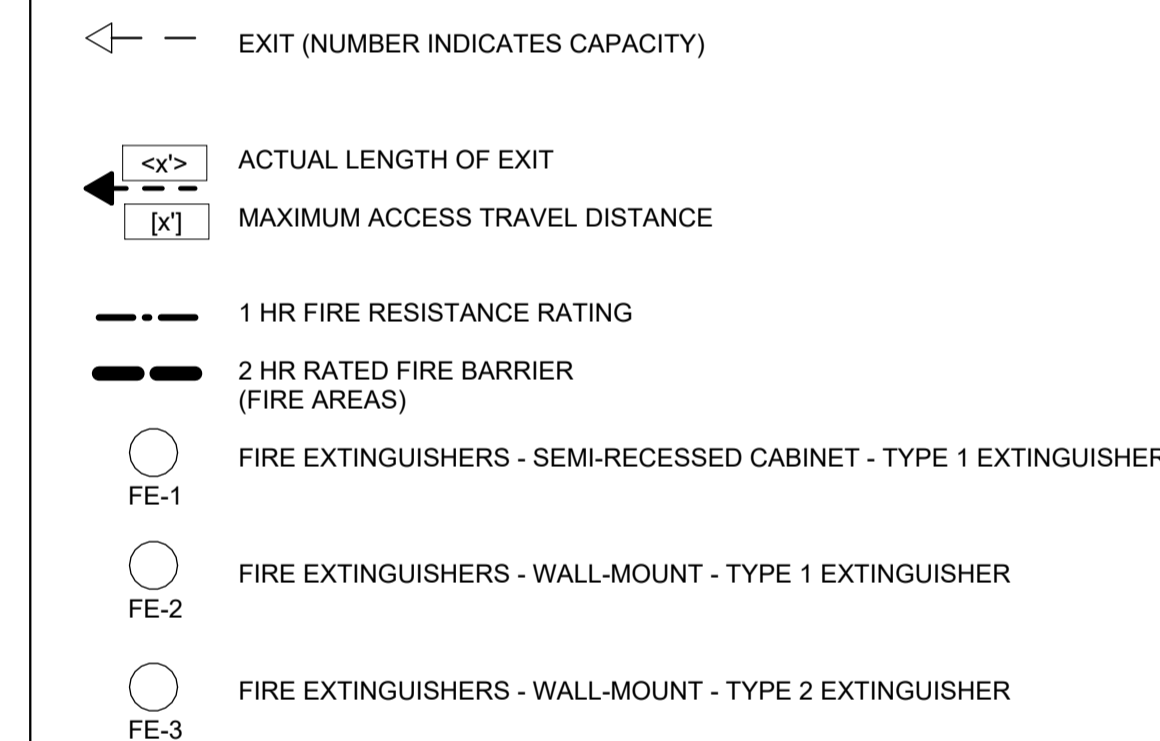 EXIT (NUMBER INDICATES CAPACITY)
<x'> ACTUAL LENGTH OF EXIT
[x'] MAXIMUM ACCESS TRAVEL DISTANCE
1 HR FIRE RESISTANCE RATING
2 HR RATED FIRE BARRIER
(FIRE AREAS)
FIRE EXTINGUISHERS - SEMI-RECESSED CABINET - TYPE 1 EXTINGUISHER
FE-1
FIRE EXTINGUISHERS - WALL-MOUNT - TYPE 1 EXTINGUISHER
FE-2
FIRE EXTINGUISHERS - WALL-MOUNT - TYPE 2 EXTINGUISHER
FE-3